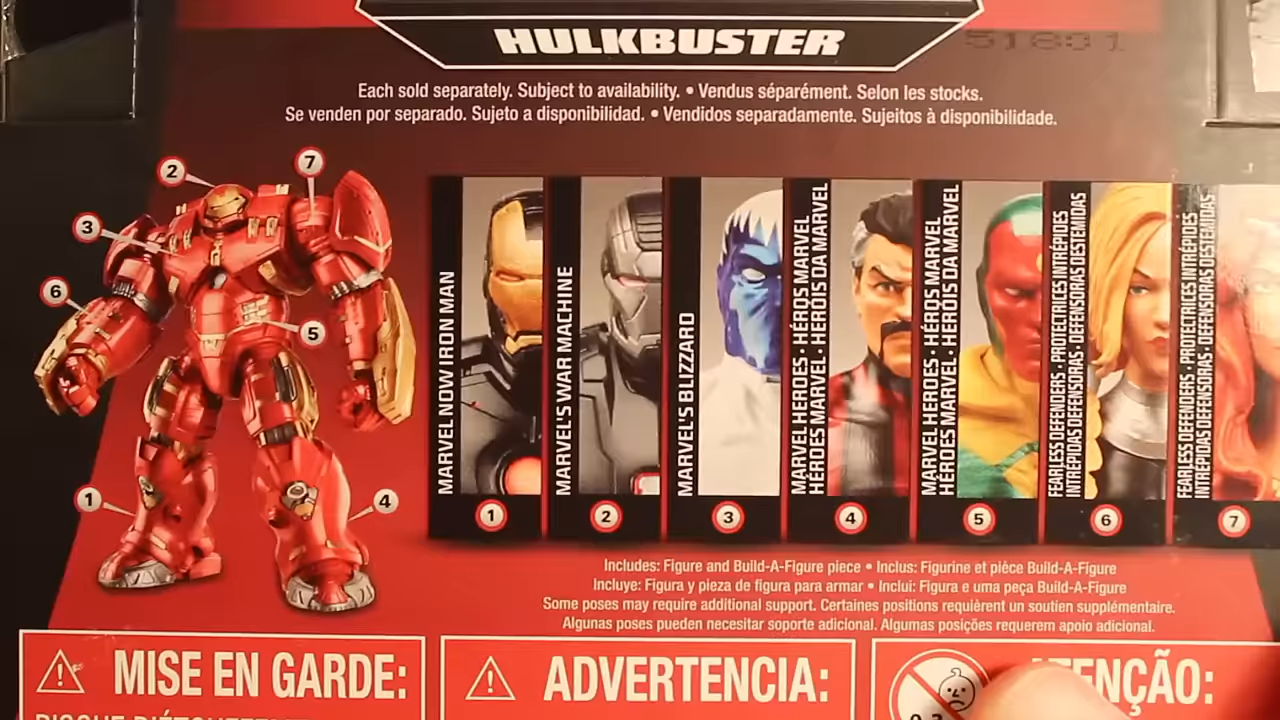 HULKBUSTER
51801
Each sold separately. Subject to availability. • Vendus séparément. Selon les stocks.
Se venden por separado. Sujeto a disponibilidad. • Vendidos separadamente. Sujeitos à disponibilidade.
2
7
3
6
5
1
4
MARVEL NOW IRON MAN
1
MARVEL'S WAR MACHINE
2
MARVEL'S BLIZZARD
3
MARVEL HEROES • HÉROS MARVEL
HÉROES MARVEL • HERÓIS DA MARVEL
4
MARVEL HEROES • HÉROS MARVEL
HÉROES MARVEL • HERÓIS DA MARVEL
5
FEARLESS DEFENDERS • PROTECTRICES INTRÉPIDES
INTRÉPIDAS DEFENSORAS • DEFENSORAS DESTEMIDAS
6
FEARLESS DEFENDERS • PROTECTRICES INTRÉPIDES
INTRÉPIDAS DEFENSORAS • DEFENSORAS DESTEMIDAS
7
Includes: Figure and Build-A-Figure piece • Inclus: Figurine et pièce Build-A-Figure
Incluye: Figura y pieza de figura para armar • Inclui: Figura e uma peça Build-A-Figure
Some poses may require additional support. Certaines positions requièrent un soutien supplémentaire.
Algunas poses pueden necesitar soporte adicional. Algumas posições requerem apoio adicional.
MISE EN GARDE:
ADVERTENCIA:
ATENÇÃO: